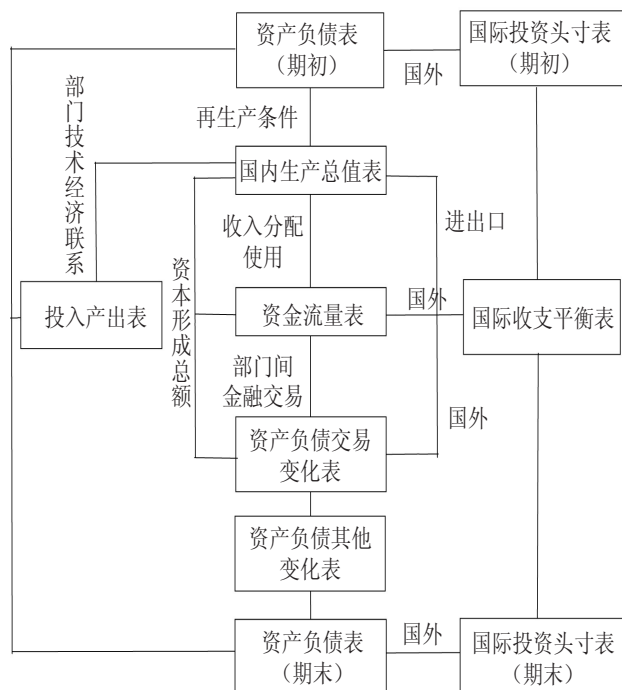 资产负债表
（期初）
国外
国际投资头寸表
（期初）
部门技术经济联系
再生产条件
国内生产总值表
进出口
收入分配
使用
资本形成总额
投入产出表
资金流量表
国外
国际收支平衡表
部门间
金融交易
国外
资产负债交易
变化表
资产负债其他
变化表
资产负债表
（期末）
国外
国际投资头寸表
（期末）